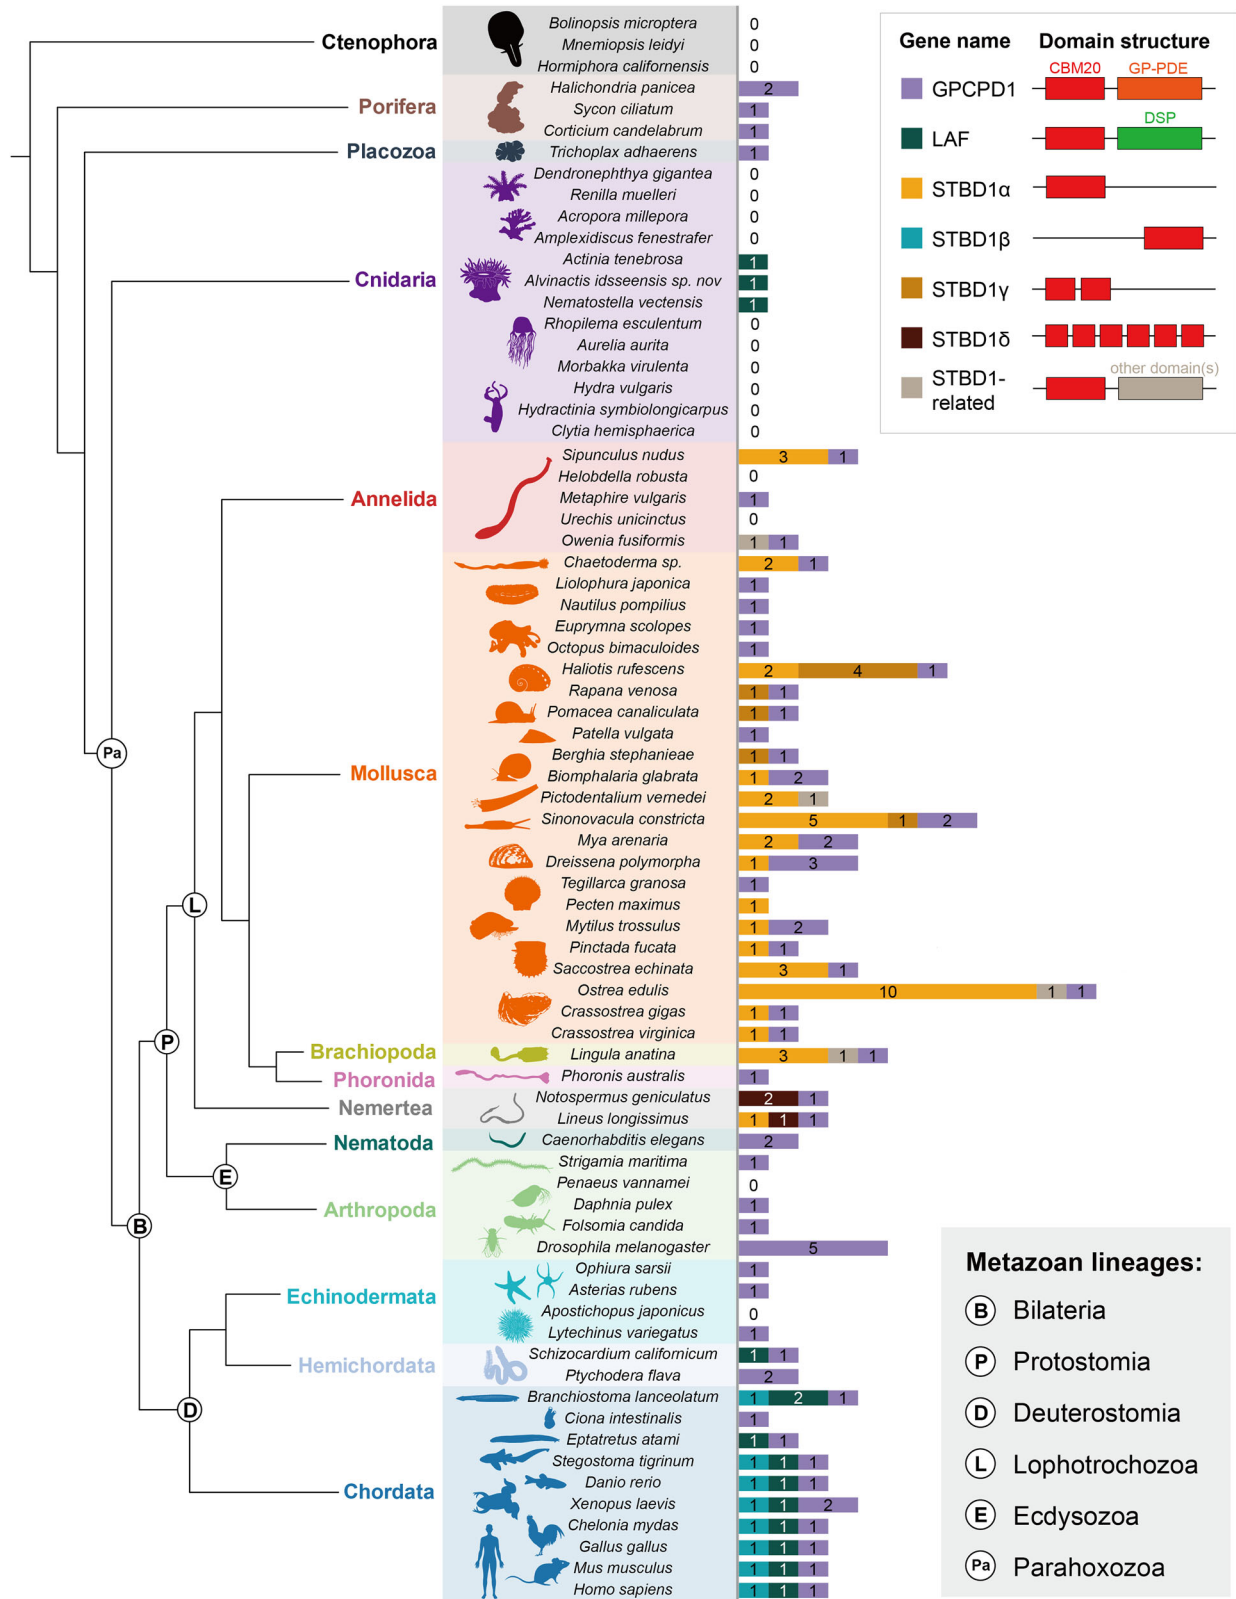 Ctenophora
Bolinopsis microptera 0
Mnemiopsis leidyi 0
Hormiphora californensis 0
Porifera
Halichondria panicea 2
Sycon ciliatum 1
Corticium candelabrum 1
Placozoa
Trichoplax adhaerens 1
Cnidaria
Dendronephthya gigantea 0
Renilla muelleri 0
Acropora millepora 0
Amplexidiscus fenestrafer 0
Actinia tenebrosa 1
Alvinactis idsseensis sp. nov 1
Nematostella vectensis 1
Rhopilema esculentum 0
Aurelia aurita 0
Morbakka virulenta 0
Hydra vulgaris 0
Hydractinia symbiolongicarpus 0
Clytia hemisphaerica 0
Annelida
Sipunculus nudus 3 1
Helobdella robusta 0
Metaphire vulgaris 1
Urechis unicinctus 0
Owenia fusiformis 1 1
Mollusca
Chaetoderma sp. 2 1
Liolophura japonica 1
Nautilus pompilius 1
Euprymna scolopes 1
Octopus bimaculoides 1
Haliotis rufescens 2 4 1
Rapana venosa 1 1
Pomacea canaliculata 1 1
Patella vulgata 1
Berghia stephanieae 1 1
Biomphalaria glabrata 1 2
Pictodentalium vernedei 2 1
Sinonovacula constricta 5 1 2
Mya arenaria 2 2
Dreissena polymorpha 1 3
Tegillarca granosa 1
Pecten maximus 1
Mytilus trossulus 1 2
Pinctada fucata 1 1
Saccostrea echinata 3 1
Ostrea edulis 10 1 1
Crassostrea gigas 1 1
Crassostrea virginica 1 1
Brachiopoda
Lingula anatina 3 1 1
Phoronida
Phoronis australis 1
Nemertea
Notospermus geniculatus 2 1
Lineus longissimus 1 1 1
Nematoda
Caenorhabditis elegans 2
Arthropoda
Strigamia maritima 1
Penaeus vannamei 0
Daphnia pulex 1
Folsomia candida 1
Drosophila melanogaster 5
Echinodermata
Ophiura sarsii 1
Asterias rubens 1
Apostichopus japonicus 0
Lytechinus variegatus 1
Hemichordata
Schizocardium californicum 1 1
Ptychodera flava 2
Chordata
Branchiostoma lanceolatum 1 2 1
Ciona intestinalis 1
Eptatretus atami 1 1
Stegostoma tigrinum 1 1 1
Danio rerio 1 1 1
Xenopus laevis 1 1 2
Chelonia mydas 1 1 1
Gallus gallus 1 1 1
Mus musculus 1 1 1
Homo sapiens 1 1 1
Pa
L
P
E
B
D
Gene name Domain structure
CBM20 GP-PDE
GPCPD1
DSP
LAF
STBD1α
STBD1β
STBD1γ
STBD1δ
other domain(s)
STBD1-
related
Metazoan lineages:
B Bilateria
P Protostomia
D Deuterostomia
L Lophotrochozoa
E Ecdysozoa
Pa Parahoxozoa